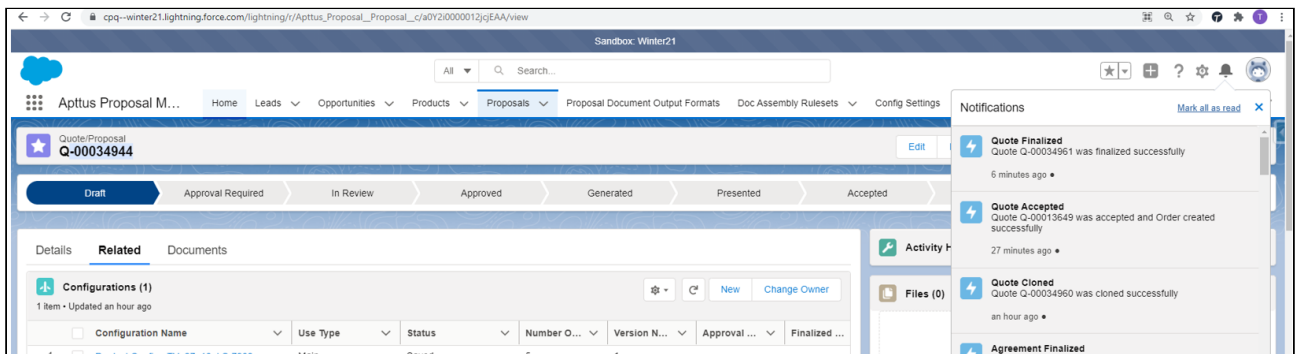 cpq--winter21.lightning.force.com/lightning/r/Apttus_Proposal__Proposal__c/a0Y2i0000012jcjEAA/view
T
Sandbox: Winter21
All
Search...
Apttus Proposal M...
Home
Leads
Opportunities
Products
Proposals
Proposal Document Output Formats
Doc Assembly Rulesets
Config Settings
Notifications
Mark all as read
Quote/Proposal
Q-00034944
Edit
Quote Finalized
Quote Q-00034961 was finalized successfully
6 minutes ago •
Draft
Approval Required
In Review
Approved
Generated
Presented
Accepted
Quote Accepted
Quote Q-00013649 was accepted and Order created
successfully
27 minutes ago •
Details
Related
Documents
Activity H
Configurations (1)
1 item • Updated an hour ago
New
Change Owner
Files (0)
Quote Cloned
Quote Q-00034960 was cloned successfully
an hour ago •
Configuration Name
Use Type
Status
Number O...
Version N...
Approval ...
Finalized ...
Agreement Finalized